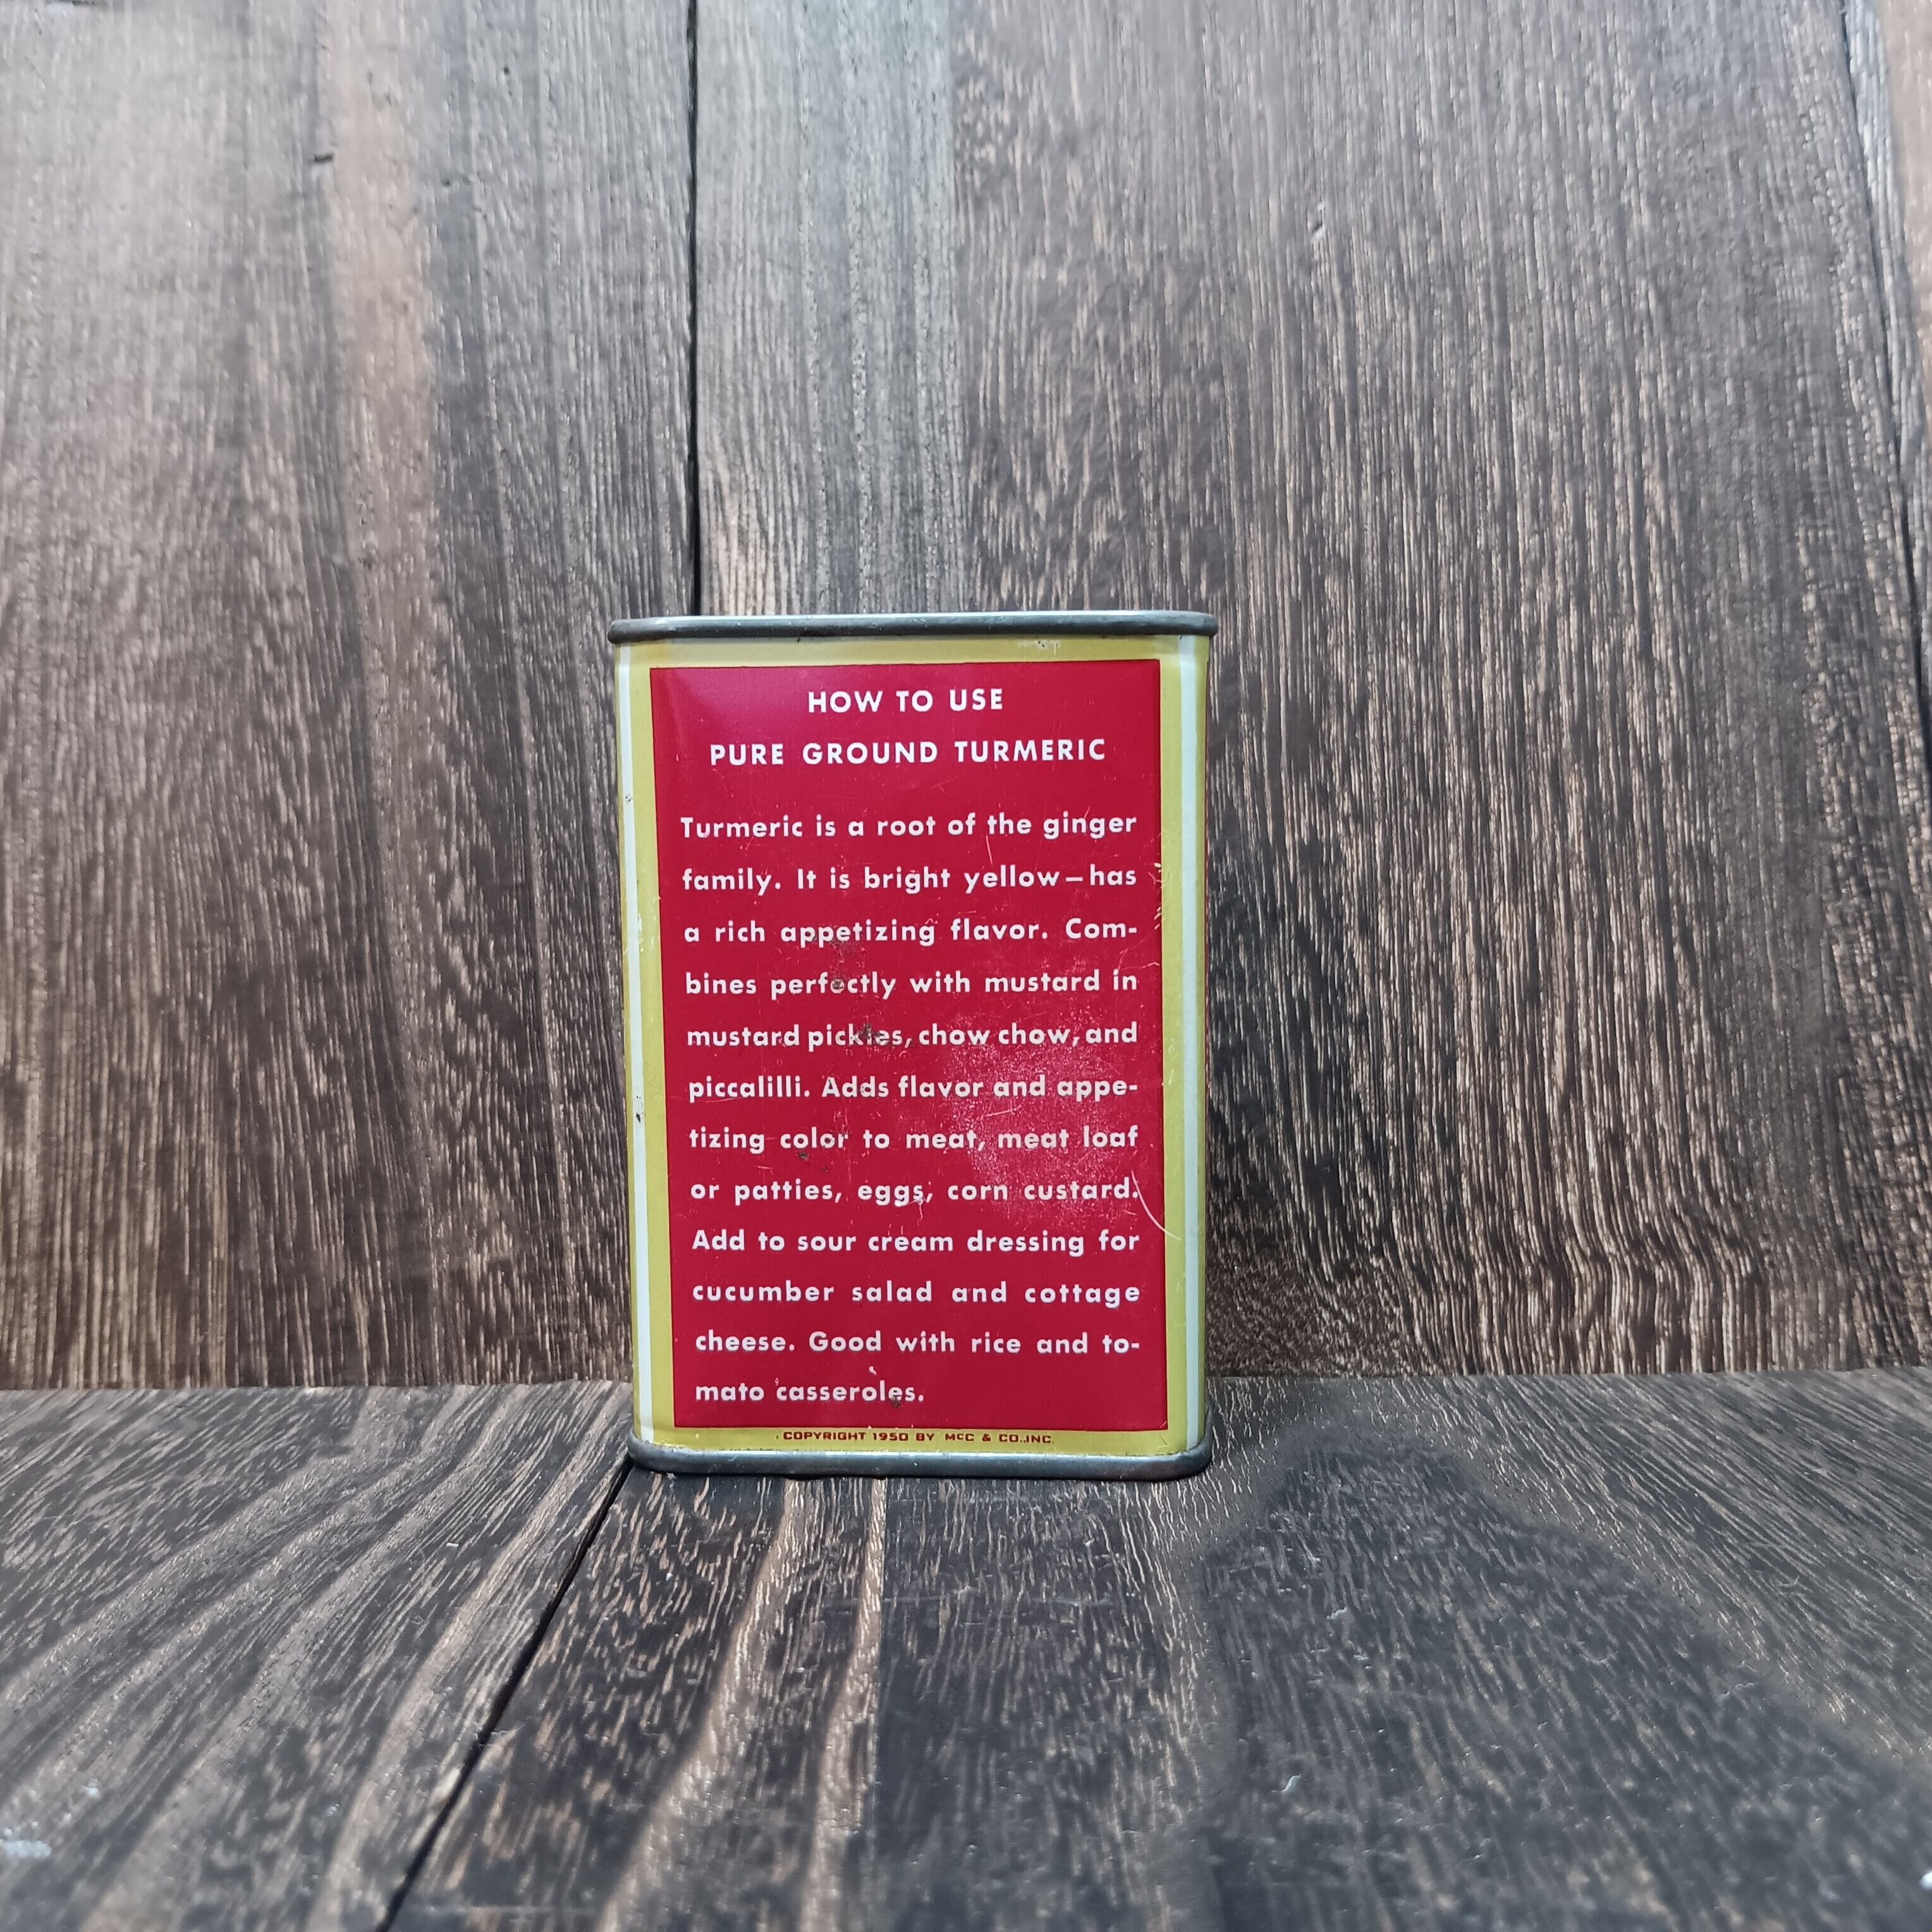 HOW TO USE
PURE GROUND TURMERIC
Turmeric is a root of the ginger
family. It is bright yellow—has
a rich appetizing flavor. Com-
bines perfectly with mustard in
mustard pickles, chow chow, and
piccalilli. Adds flavor and appe-
tizing color to meat, meat loaf
or patties, eggs, corn custard.
Add to sour cream dressing for
cucumber salad and cottage
cheese. Good with rice and to-
mato casseroles.
COPYRIGHT 1950 BY McC & CO., INC.